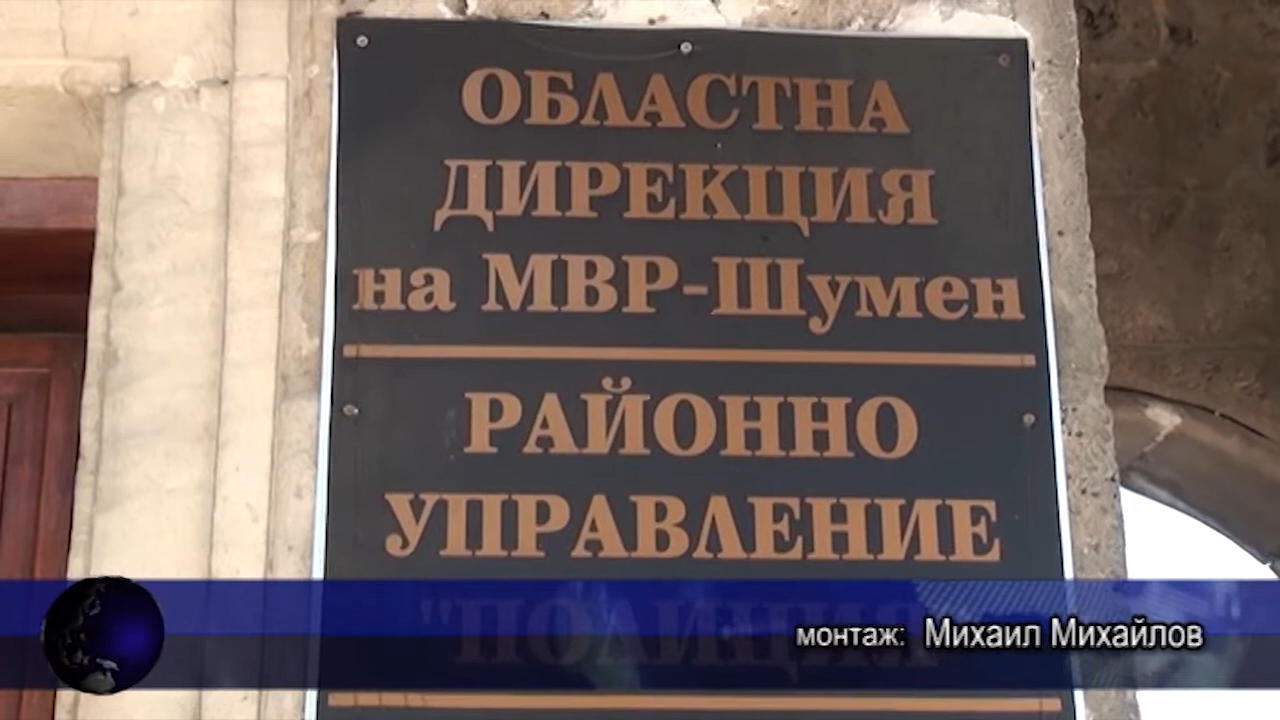 ОБЛАСТНА
ДИРЕКЦИЯ
на МВР-Шумен
РАЙОННО
УПРАВЛЕНИЕ
"ПОЛИЦИЯ"
монтаж: Михаил Михайлов